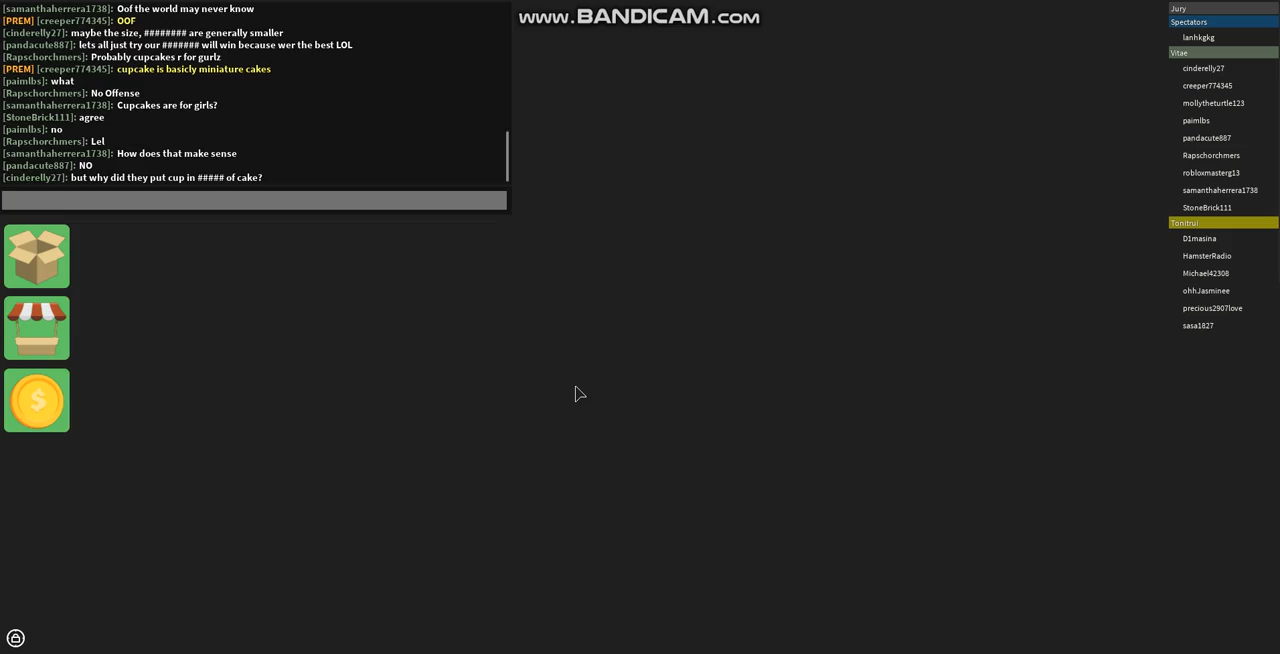 [samanthaherrera1738]: Oof of the world may never know
[PREM] [creeper774345]: OOF
[cinderelly27]: maybe the size, ######## are generally smaller
[pandacute887]: lets all just try our ####### will win because wer the best LOL
[Rapschorchmers]: Probably cupcakes r for gurlz
[PREM] [creeper774345]: cupcake is basicly miniature cakes
[paimlbs]: what
[Rapschorchmers]: No Offense
[samanthaherrera1738]: Cupcakes are for girls?
[StoneBrick111]: agree
[paimlbs]: no
[Rapschorchmers]: Lel
[samanthaherrera1738]: How does that make sense
[pandacute887]: NO
[cinderelly27]: but why did they put cup in ##### of cake?
www.BANDICAM.com
$
Jury
Spectators
lanhkgkg
Vitae
cinderelly27
creeper774345
mollytheturtle123
paimlbs
pandacute887
Rapschorchmers
robloxmasterg13
samanthaherrera1738
StoneBrick111
Tonitrui
D1masina
HamsterRadio
Michael42308
ohhJasminee
precious2907love
sasa1827